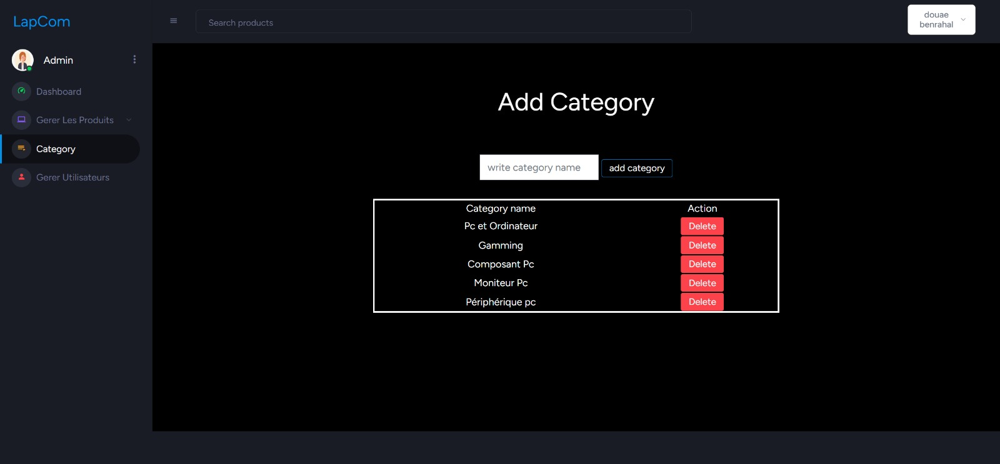 LapCom
Search products
douae
benrahal
Admin
Dashboard
Gerer Les Produits
Category
Gerer Utilisateurs
Add Category
write category name
add category
Category name Action
Pc et Ordinateur Delete
Gamming Delete
Composant Pc Delete
Moniteur Pc Delete
Périphérique pc Delete